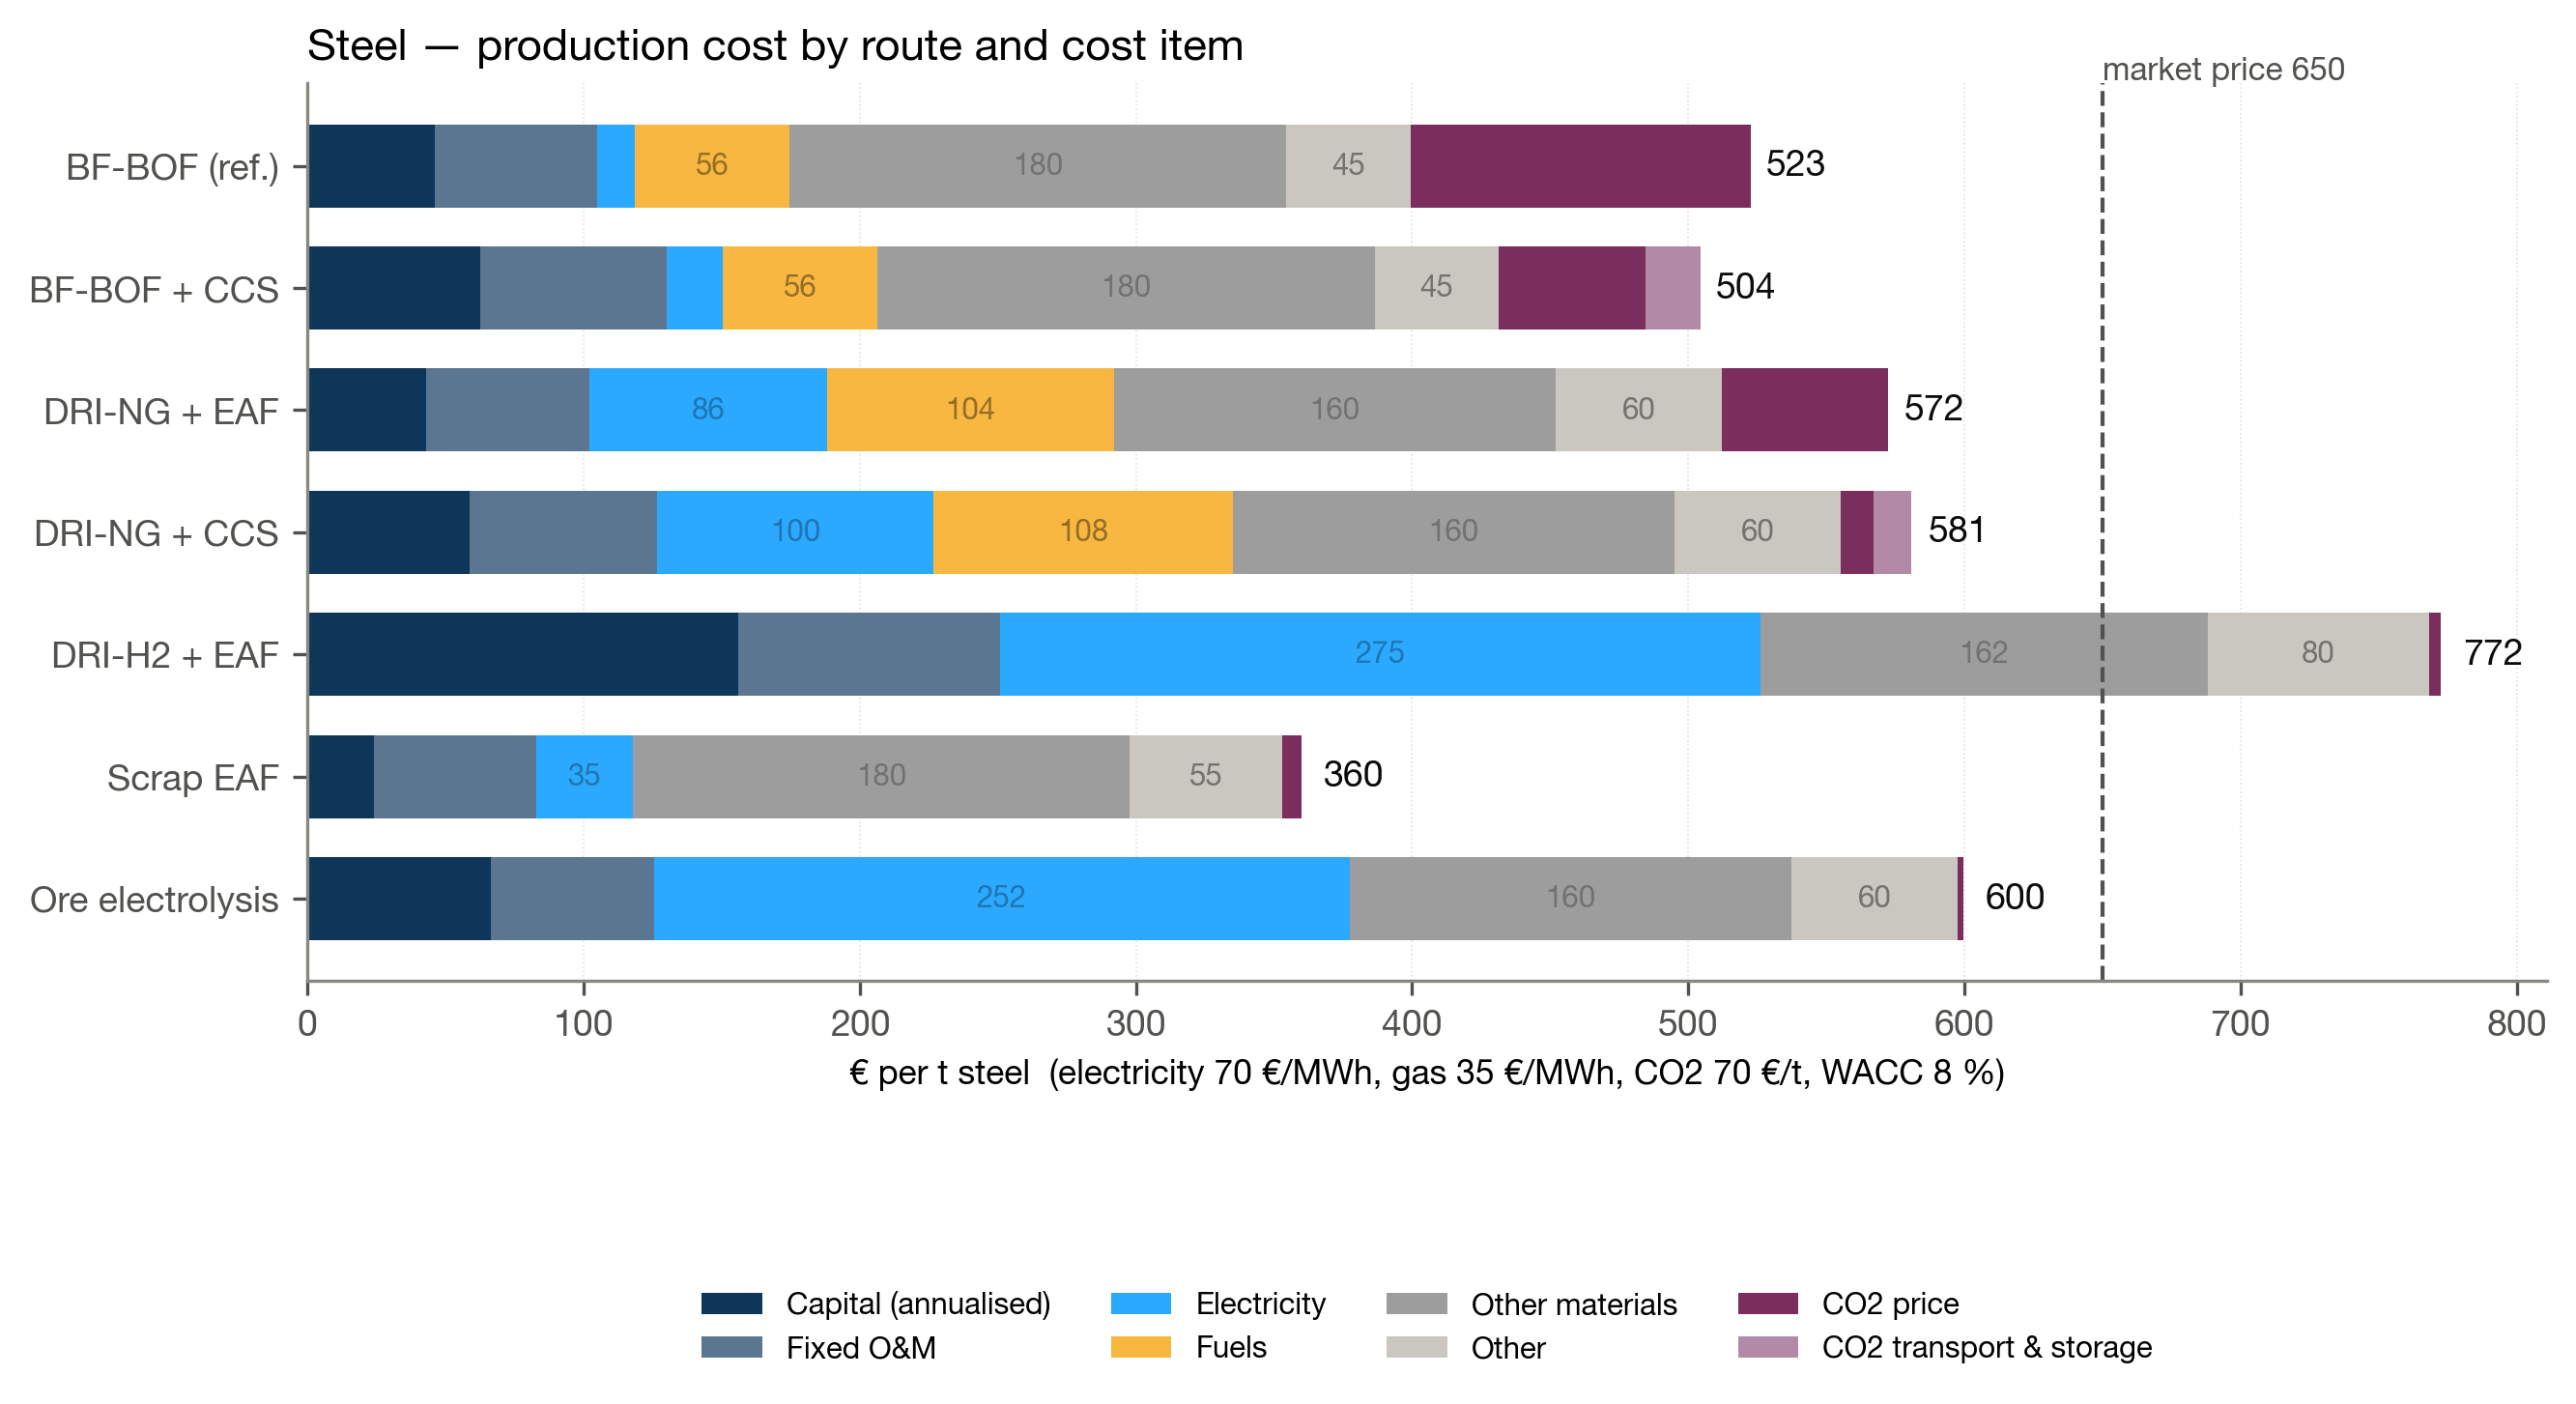 Steel — production cost by route and cost item
market price 650
BF-BOF (ref.) 56 180 45 523
BF-BOF + CCS 56 180 45 504
DRI-NG + EAF 86 104 160 60 572
DRI-NG + CCS 100 108 160 60 581
DRI-H2 + EAF 275 162 80 772
Scrap EAF 35 180 55 360
Ore electrolysis 252 160 60 600
0 100 200 300 400 500 600 700 800
€ per t steel (electricity 70 €/MWh, gas 35 €/MWh, CO2 70 €/t, WACC 8 %)
Capital (annualised) Electricity Other materials CO2 price
Fixed O&M Fuels Other CO2 transport & storage